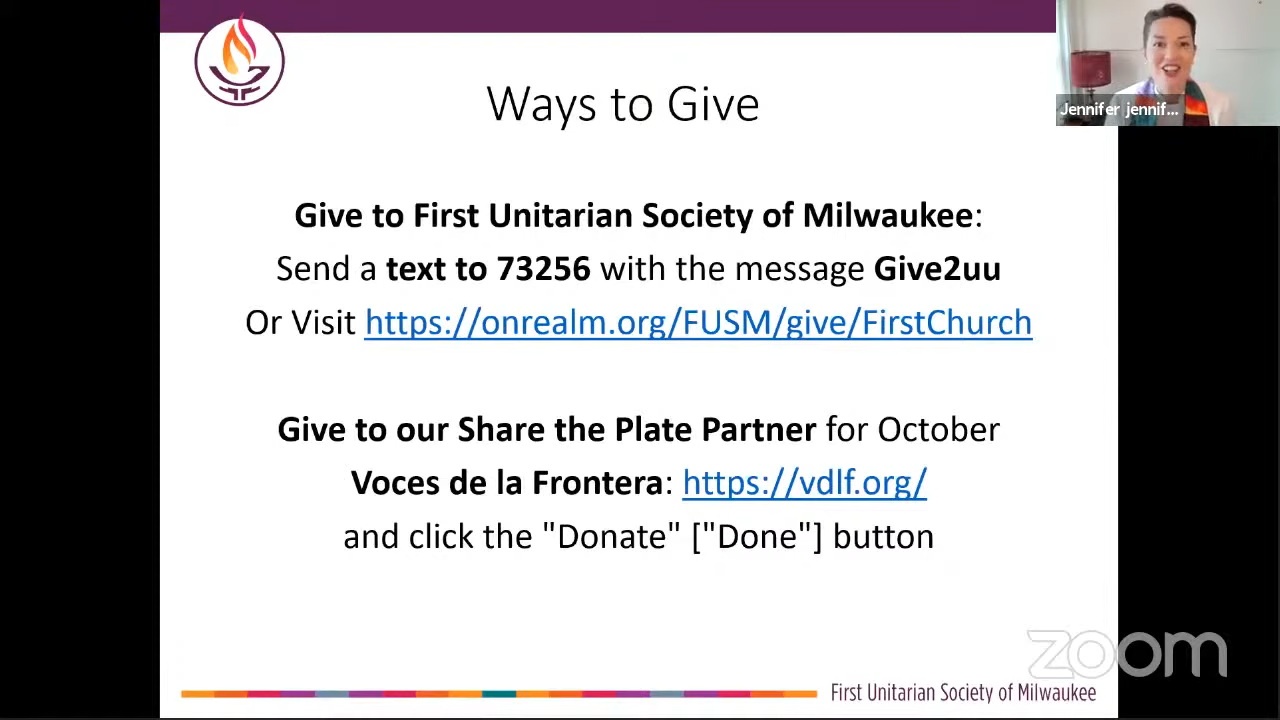 Ways to Give
Jennifer jennif...
Give to First Unitarian Society of Milwaukee:
Send a text to 73256 with the message Give2uu
Or Visit https://onrealm.org/FUSM/give/FirstChurch
Give to our Share the Plate Partner for October
Voces de la Frontera: https://vdlf.org/
and click the "Donate" ["Done"] button
zoom
First Unitarian Society of Milwaukee